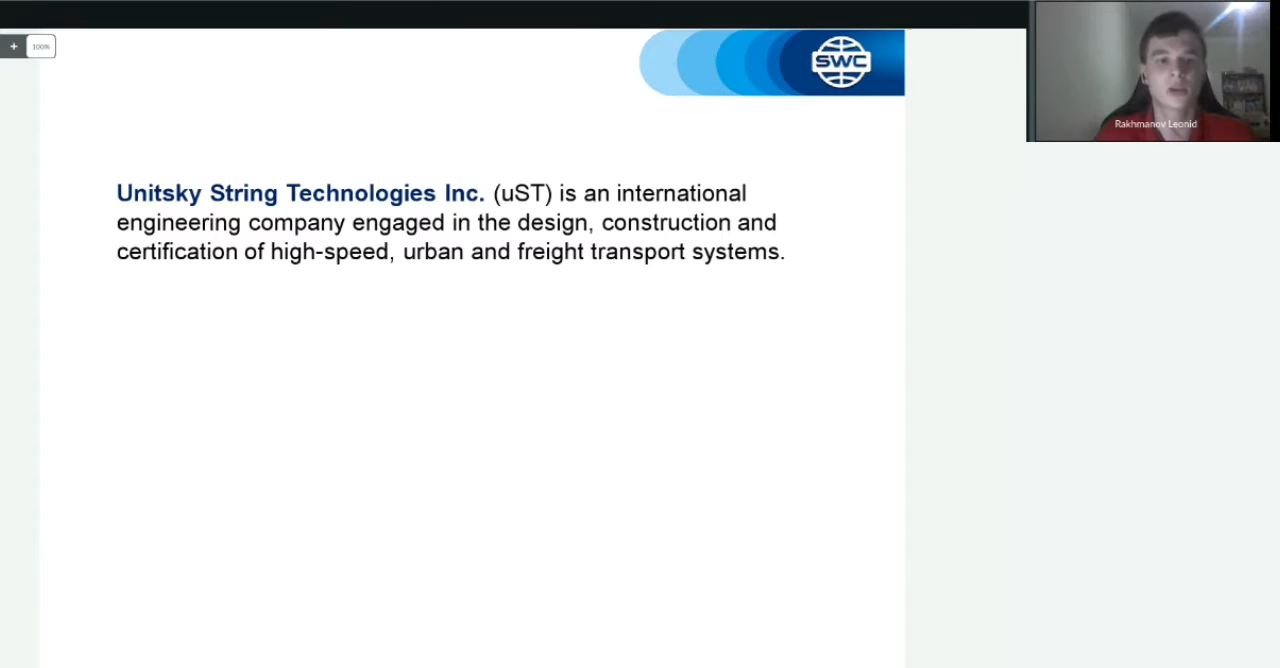 + 100%
SWC
Rakhmanov Leonid
Unitsky String Technologies Inc. (uST) is an international
engineering company engaged in the design, construction and
certification of high-speed, urban and freight transport systems.